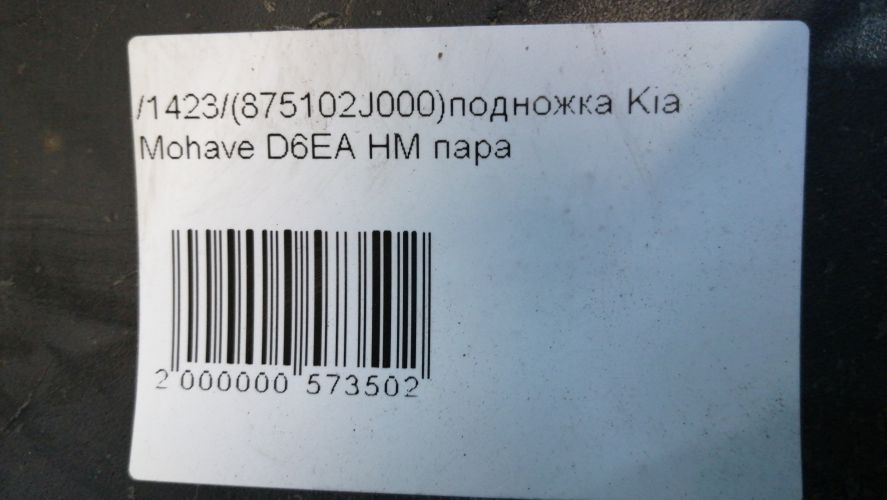 /1423/(875102J000)подножка Kia
Mohave D6EA HM пара
2 000000 573502